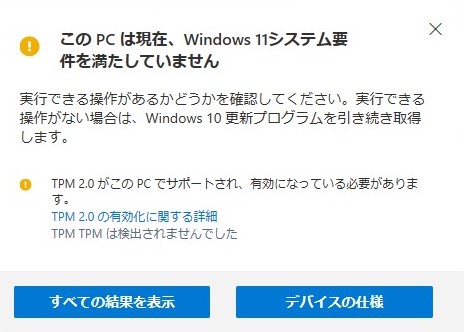 この PC は現在、Windows 11システム要
件を満たしていません
実行できる操作があるかどうかを確認してください。実行できる
操作がない場合は、Windows 10 更新プログラムを引き続き取得
します。
TPM 2.0 がこの PC でサポートされ、有効になっている必要がありま
す。
TPM 2.0 の有効化に関する詳細
TPM TPM は検出されませんでした
すべての結果を表示
デバイスの仕様